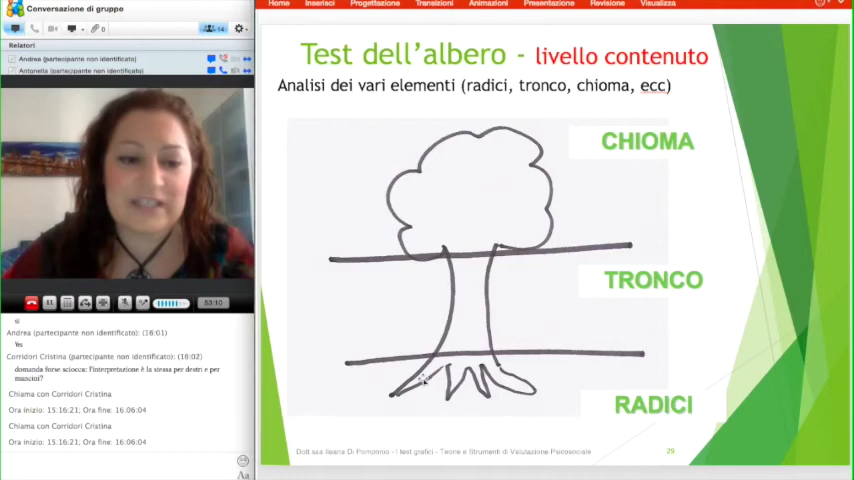 Conversazione di gruppo
0
14
Relatori
Andrea (partecipante non identificato)
Antonella (partecipante non identificato)
53:10
si
Andrea (partecipante non identificato): (16:01)
Yes
Corridori Cristina (partecipante non identificato): (16:02)
domanda forse sciocca: l'interpretazione è la stessa per destri e per
mancini?
Chiama con Corridori Cristina
Ora inizio: 15:16:21; Ora fine: 16:06:04
Chiama con Corridori Cristina
Ora inizio: 15:16:21; Ora fine: 16:06:04
Aa
Home Inserisci Progettazione Transizioni Animazioni Presentazione Revisione Visualizza
Test dell'albero - livello contenuto
Analisi dei vari elementi (radici, tronco, chioma, ecc)
CHIOMA
TRONCO
RADICI
Dott.ssa Ileana Di Pomponio - I test grafici - Teorie e Strumenti di Valutazione Psicosociale
29